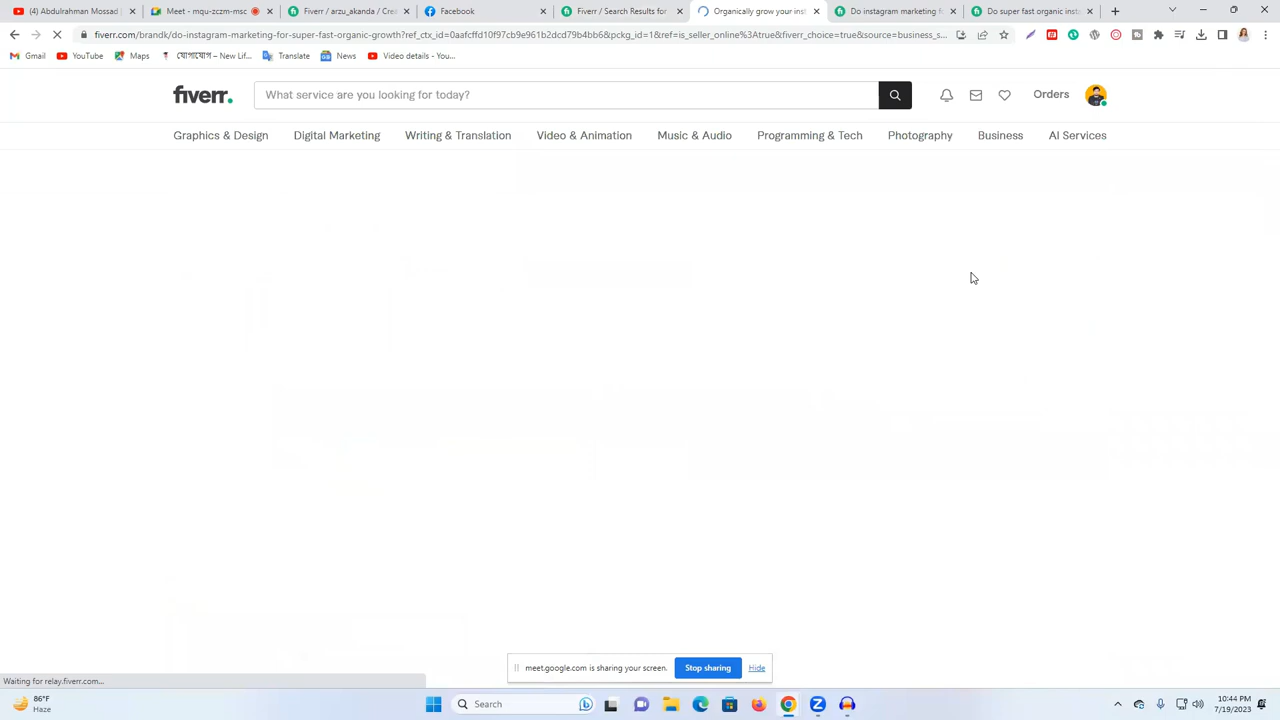 (4) Abdulrahman Mossad
Meet - mqu-zczm-msc
Fiverr / arzu_akanda / Crea
Facebook
Fiverr / Search Results for
Organically grow your inst
Do instagram marketing fo
Do super fast organic insta
fiverr.com/brandk/do-instagram-marketing-for-super-fast-organic-growth?ref_ctx_id=0aafcffd10f97cb9e961b2dcd79b4bb6&pckg_id=1&ref=is_seller_online%3Atrue&fiverr_choice=true&source=business_s...
Gmail
YouTube
Maps
যোগাযোগ – New Lif...
Translate
News
Video details - You...
fiverr.
What service are you looking for today?
Orders
Graphics & Design
Digital Marketing
Writing & Translation
Video & Animation
Music & Audio
Programming & Tech
Photography
Business
AI Services
meet.google.com is sharing your screen.
Stop sharing
Hide
Waiting for relay.fiverr.com...
86°F
Haze
Search
10:44 PM
7/19/2023